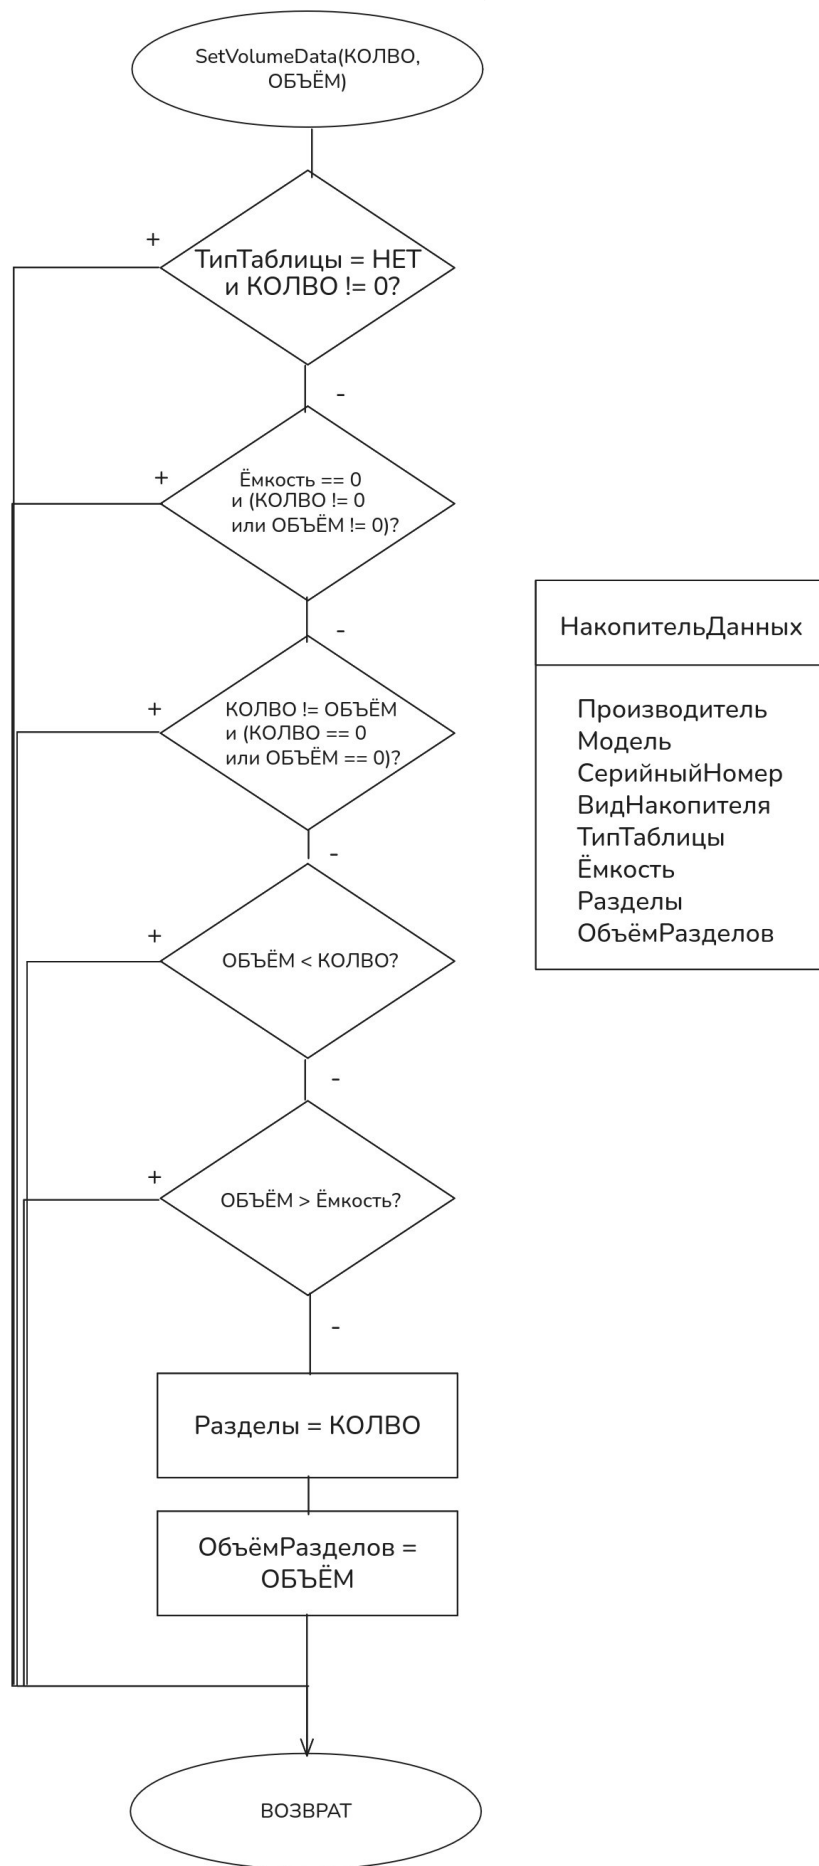 SetVolumeData(КОЛВО,
ОБЪЁМ)
+
ТипТаблицы = НЕТ
и КОЛВО != 0?
-
+
Ёмкость == 0
и (КОЛВО != 0
или ОБЪЁМ != 0)?
-
+
КОЛВО != ОБЪЁМ
и (КОЛВО == 0
или ОБЪЁМ == 0)?
-
+
ОБЪЁМ < КОЛВО?
-
+
ОБЪЁМ > Ёмкость?
-
Разделы = КОЛВО
ОбъёмРазделов =
ОБЪЁМ
ВОЗВРАТ
НакопительДанных
Производитель
Модель
СерийныйНомер
ВидНакопителя
ТипТаблицы
Ёмкость
Разделы
ОбъёмРазделов